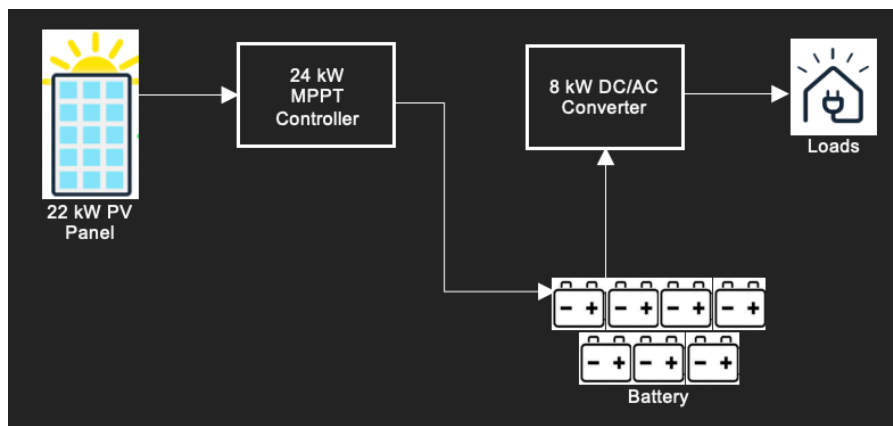 22 kW PV
Panel
24 kW
MPPT
Controller
8 kW DC/AC
Converter
Loads
Battery